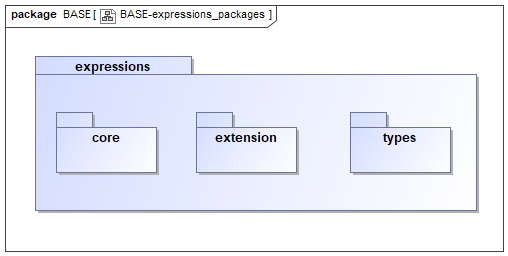 package BASE [ BASE-expressions_packages ]
expressions
core
extension
types